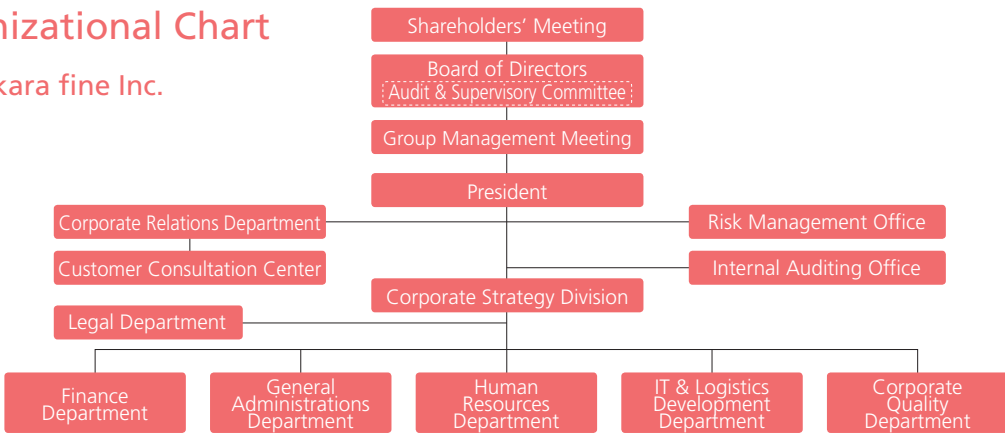 nizational Chart
kara fine Inc.
Shareholders' Meeting
Board of Directors
Audit & Supervisory Committee
Group Management Meeting
President
Corporate Relations Department
Risk Management Office
Customer Consultation Center
Internal Auditing Office
Corporate Strategy Division
Legal Department
Finance
Department
General
Administrations
Department
Human
Resources
Department
IT & Logistics
Development
Department
Corporate
Quality
Department